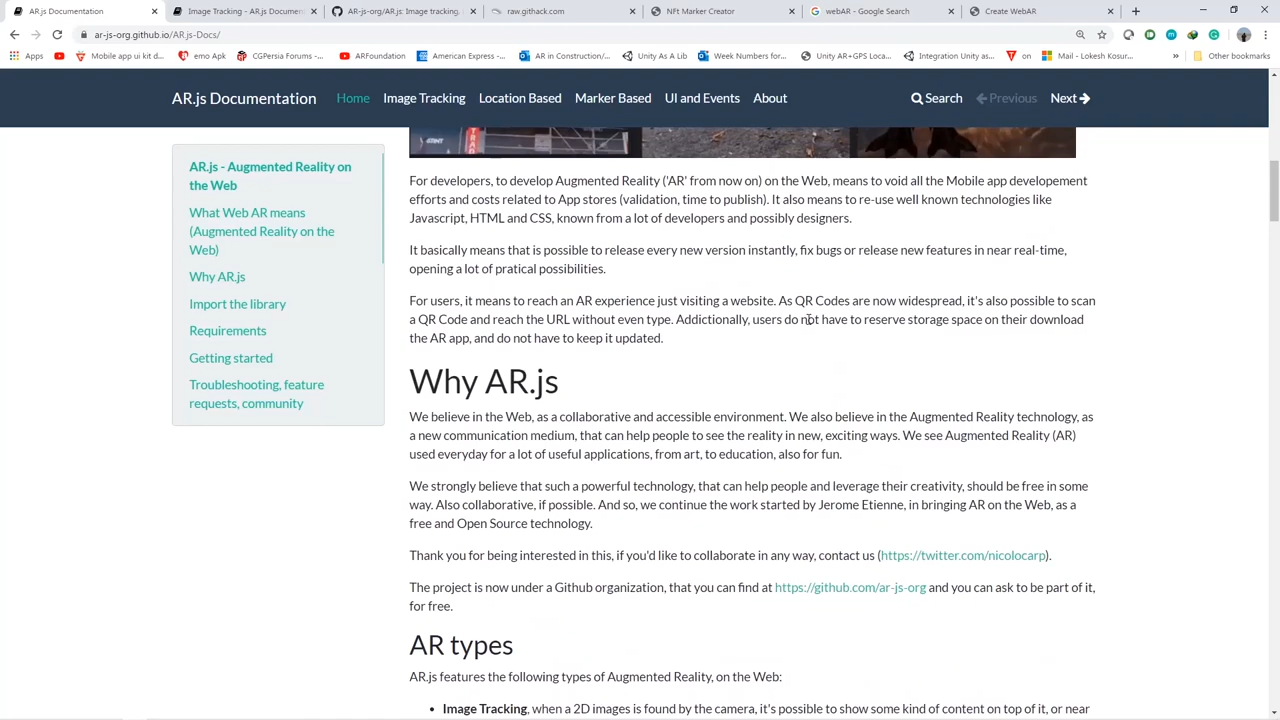 AR.js Documentation
Image Tracking - AR.js Document
AR-js-org/AR.js: Image tracking,
raw.githack.com
NFt Marker Creator
webAR - Google Search
Create WebAR
ar-js-org.github.io/AR.js-Docs/
Apps
Mobile app ui kit d...
emo Apk
CGPersia Forums -...
ARFoundation
American Express -...
AR in Construction/...
Unity As A Lib
Week Numbers for...
Unity AR+GPS Loca...
Integration Unity as...
on
Mail - Lokesh Kosur...
»
Other bookmarks
AR.js Documentation
Home
Image Tracking
Location Based
Marker Based
UI and Events
About
Search
Previous
Next
AR.js - Augmented Reality on
the Web
What Web AR means
(Augmented Reality on the
Web)
Why AR.js
Import the library
Requirements
Getting started
Troubleshooting, feature
requests, community
For developers, to develop Augmented Reality ('AR' from now on) on the Web, means to void all the Mobile app developement
efforts and costs related to App stores (validation, time to publish). It also means to re-use well known technologies like
Javascript, HTML and CSS, known from a lot of developers and possibly designers.
It basically means that is possible to release every new version instantly, fix bugs or release new features in near real-time,
opening a lot of pratical possibilities.
For users, it means to reach an AR experience just visiting a website. As QR Codes are now widespread, it's also possible to scan
a QR Code and reach the URL without even type. Addictionally, users do not have to reserve storage space on their download
the AR app, and do not have to keep it updated.
Why AR.js
We believe in the Web, as a collaborative and accessible environment. We also believe in the Augmented Reality technology, as
a new communication medium, that can help people to see the reality in new, exciting ways. We see Augmented Reality (AR)
used everyday for a lot of useful applications, from art, to education, also for fun.
We strongly believe that such a powerful technology, that can help people and leverage their creativity, should be free in some
way. Also collaborative, if possible. And so, we continue the work started by Jerome Etienne, in bringing AR on the Web, as a
free and Open Source technology.
Thank you for being interested in this, if you'd like to collaborate in any way, contact us (https://twitter.com/nicolocarp).
The project is now under a Github organization, that you can find at https://github.com/ar-js-org and you can ask to be part of it,
for free.
AR types
AR.js features the following types of Augmented Reality, on the Web:
• Image Tracking, when a 2D images is found by the camera, it's possible to show some kind of content on top of it, or near